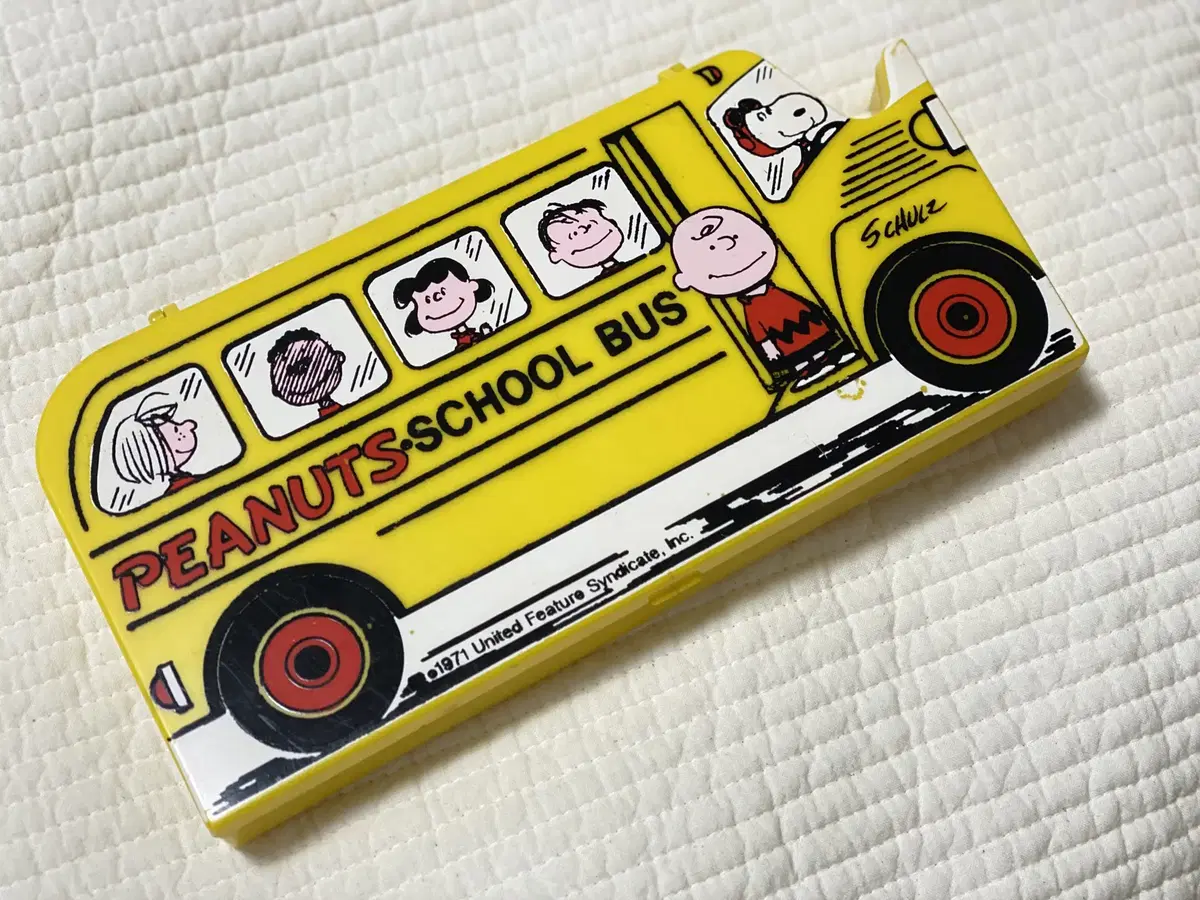 SCHULZ
PEANUTS•SCHOOL BUS
©1971 United Feature Syndicate, Inc.